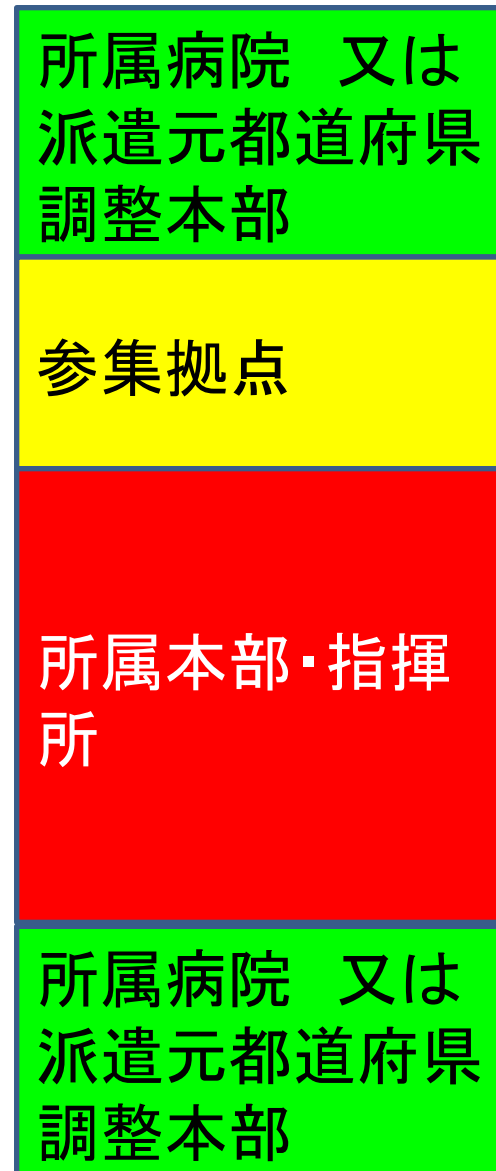 所属病院　又は
派遣元都道府県
調整本部
参集拠点
所属本部・指揮
所
所属病院　又は
派遣元都道府県
調整本部